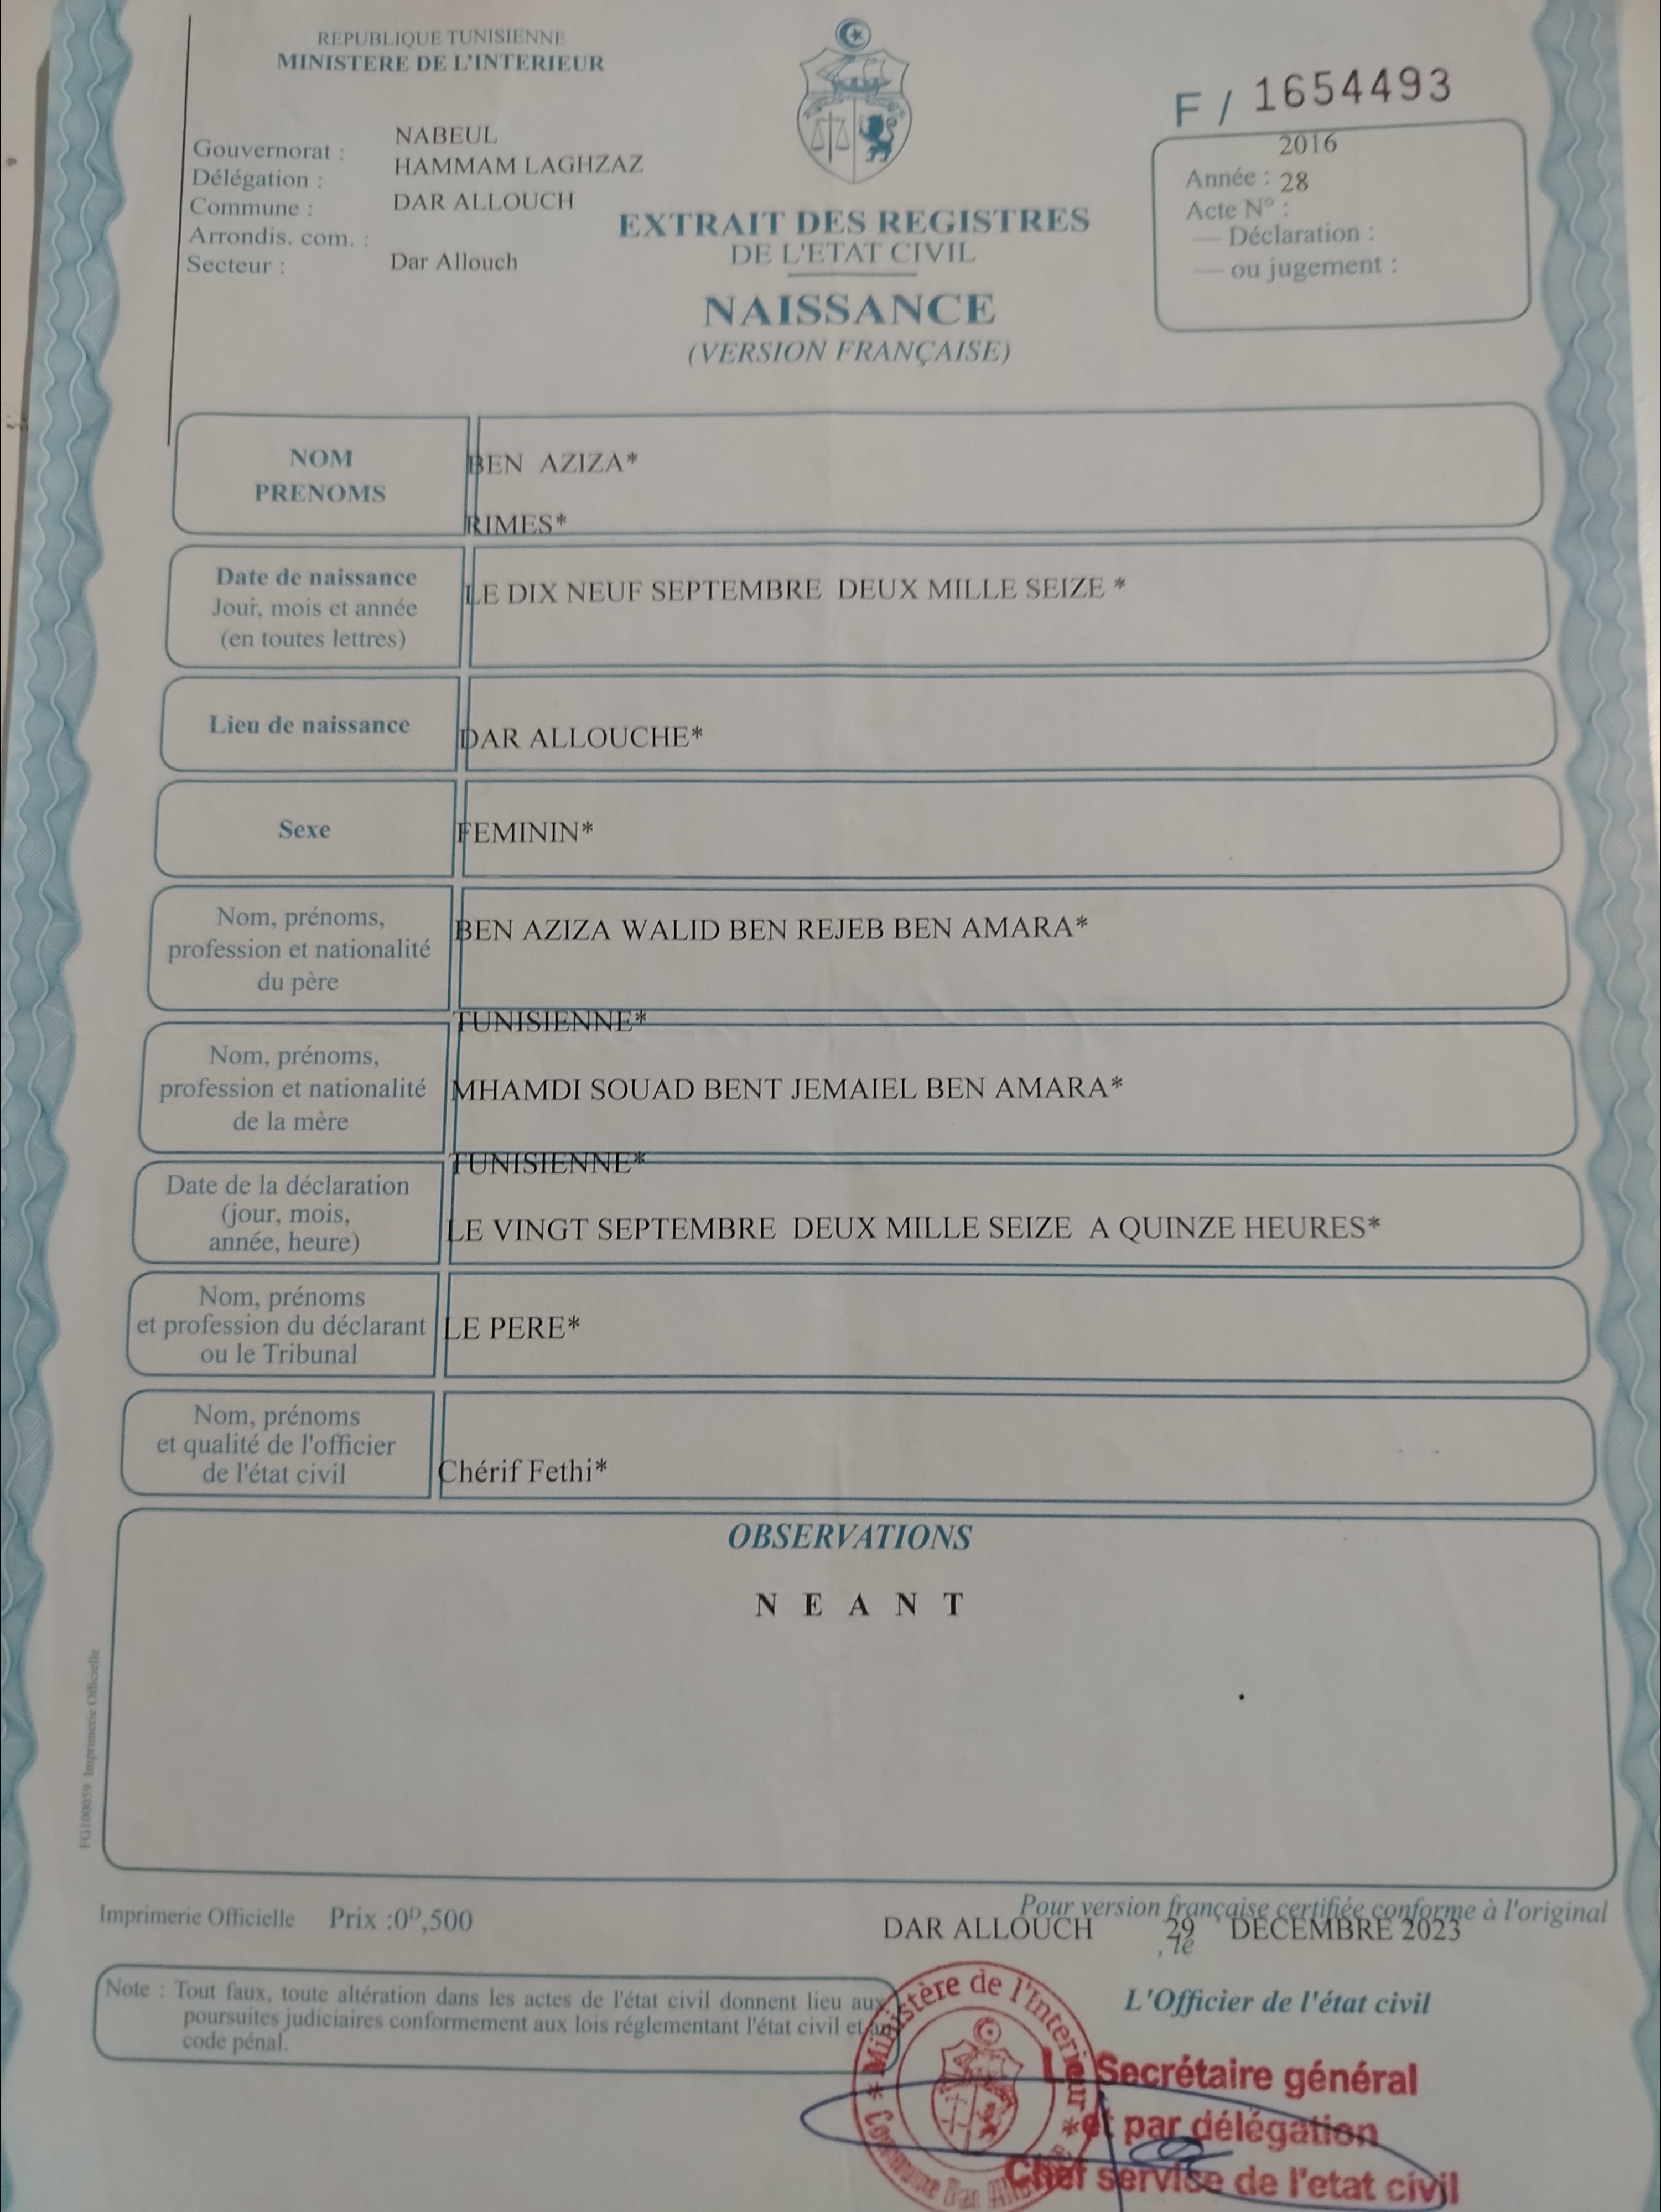 REPUBLIQUE TUNISIENNE
MINISTERE DE L'INTERIEUR
F / 1654493
Gouvernorat : NABEUL
Délégation : HAMMAM LAGHZAZ
Commune : DAR ALLOUCH
Arrondis. com. :
Secteur : Dar Allouch
2016
Année : 28
Acte N° :
— Déclaration :
— ou jugement :
EXTRAIT DES REGISTRES
DE L'ETAT CIVIL
NAISSANCE
(VERSION FRANÇAISE)
NOM
PRENOMS
BEN AZIZA*
RIMES*
Date de naissance
Jour, mois et année
(en toutes lettres)
LE DIX NEUF SEPTEMBRE DEUX MILLE SEIZE *
Lieu de naissance
DAR ALLOUCHE*
Sexe
FEMININ*
Nom, prénoms,
profession et nationalité
du père
BEN AZIZA WALID BEN REJEB BEN AMARA*
TUNISIENNE*
Nom, prénoms,
profession et nationalité
de la mère
MHAMDI SOUAD BENT JEMAIEL BEN AMARA*
TUNISIENNE*
Date de la déclaration
(jour, mois,
année, heure)
LE VINGT SEPTEMBRE DEUX MILLE SEIZE A QUINZE HEURES*
Nom, prénoms
et profession du déclarant
ou le Tribunal
LE PERE*
Nom, prénoms
et qualité de l'officier
de l'état civil
Chérif Fethi*
OBSERVATIONS
N E A N T
FG100059 Imprimerie Officielle
Imprimerie Officielle Prix :0ᴰ,500
Pour version française certifiée conforme à l'original
DAR ALLOUCH , le 29 DECEMBRE 2023
Note : Tout faux, toute altération dans les actes de l'état civil donnent lieu aux
poursuites judiciaires conformement aux lois réglementant l'état civil et au
code pénal.
L'Officier de l'état civil
* Ministère de l'Interieur *
Commune Dar
Le Secrétaire général
et par délégation
Chef service de l'etat civil